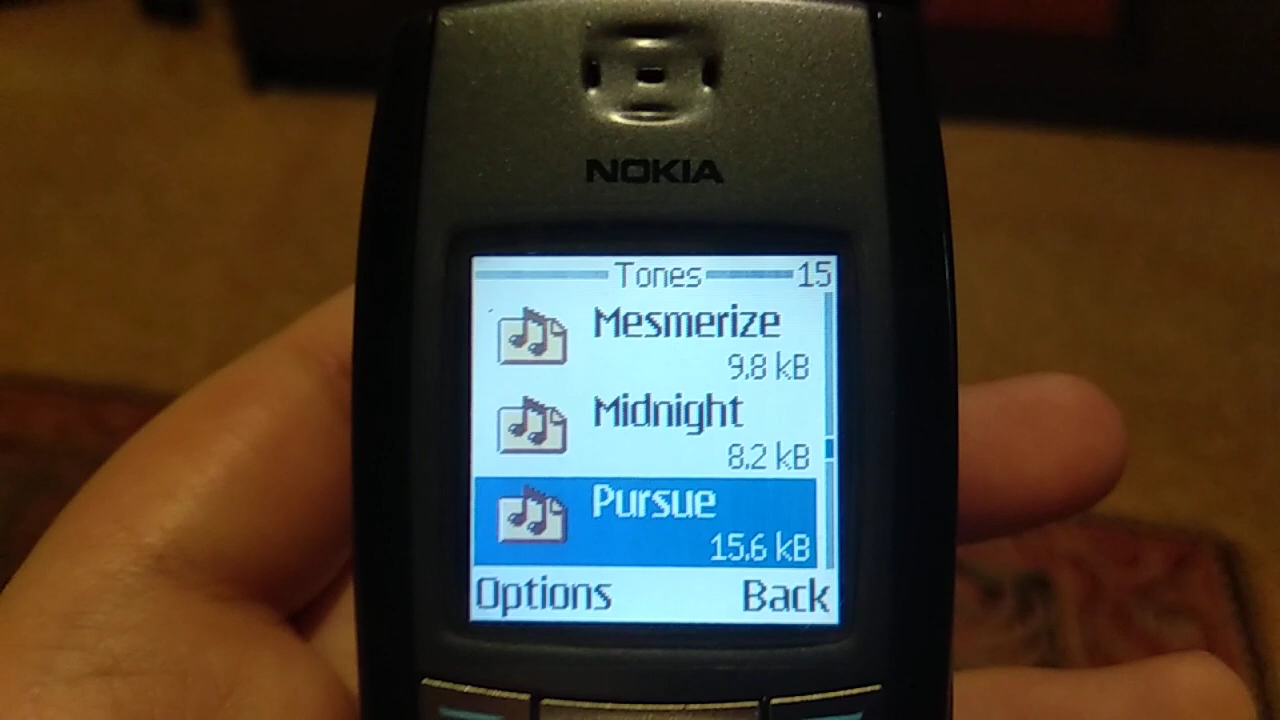 NOKIA
Tones 15
Mesmerize
9.8 kB
Midnight
8.2 kB
Pursue
15.6 kB
Options Back